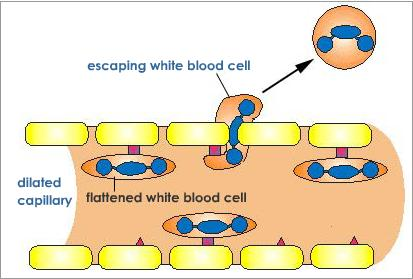 escaping white blood cell
dilated
capillary
flattened white blood cell